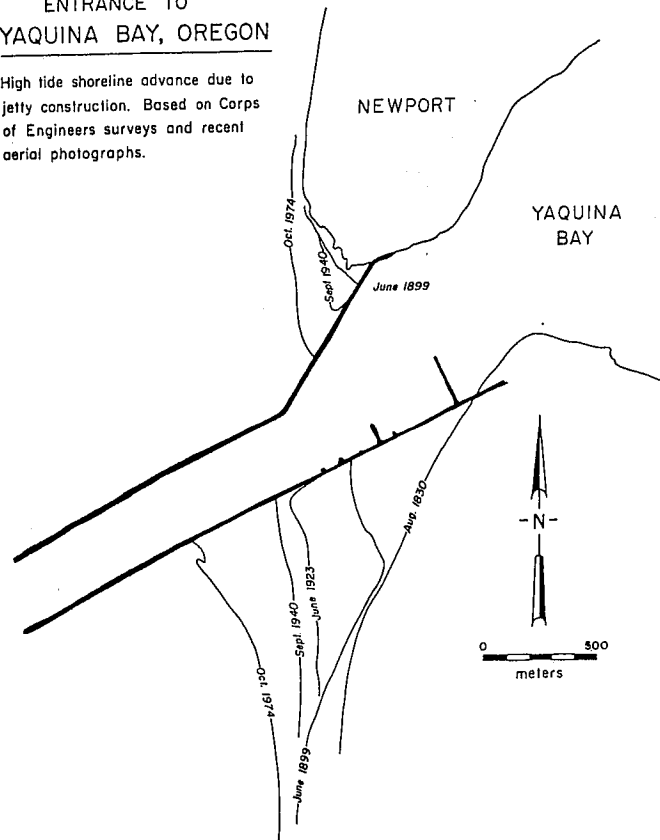 ENTRANCE TO
YAQUINA BAY, OREGON
High tide shoreline advance due to
jetty construction. Based on Corps
of Engineers surveys and recent
aerial photographs.
NEWPORT
YAQUINA
BAY
Oct. 1974
Sept 1940
June 1899
Aug. 1830
June 1923
Sept. 1940
Oct. 1974
June 1899
-N-
0 500
meters